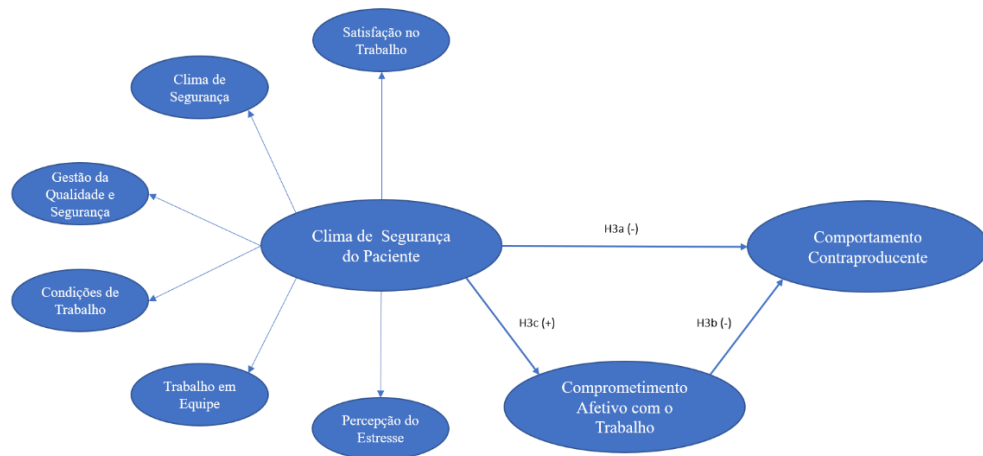 Satisfação no
Trabalho
Clima de
Segurança
Gestão da
Qualidade e
Segurança
Clima de Segurança
do Paciente
H3a (-)
Comportamento
Contraproducente
Condições de
Trabalho
H3c (+)
H3b (-)
Trabalho em
Equipe
Percepção do
Estresse
Comprometimento
Afetivo com o
Trabalho